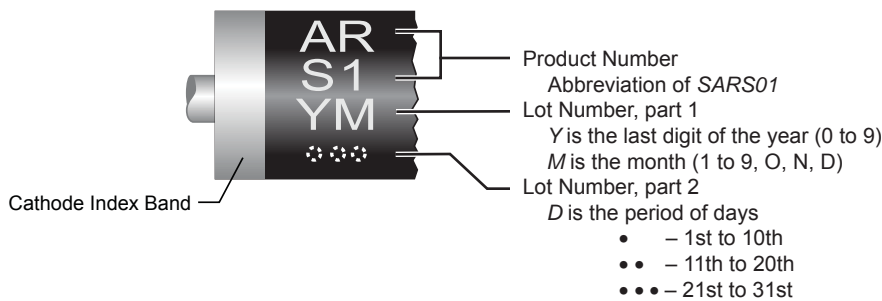 AR
S1
YM
Product Number
Abbreviation of SARS01
Lot Number, part 1
Y is the last digit of the year (0 to 9)
M is the month (1 to 9, O, N, D)
Lot Number, part 2
D is the period of days
• – 1st to 10th
• • – 11th to 20th
• • • – 21st to 31st
Cathode Index Band